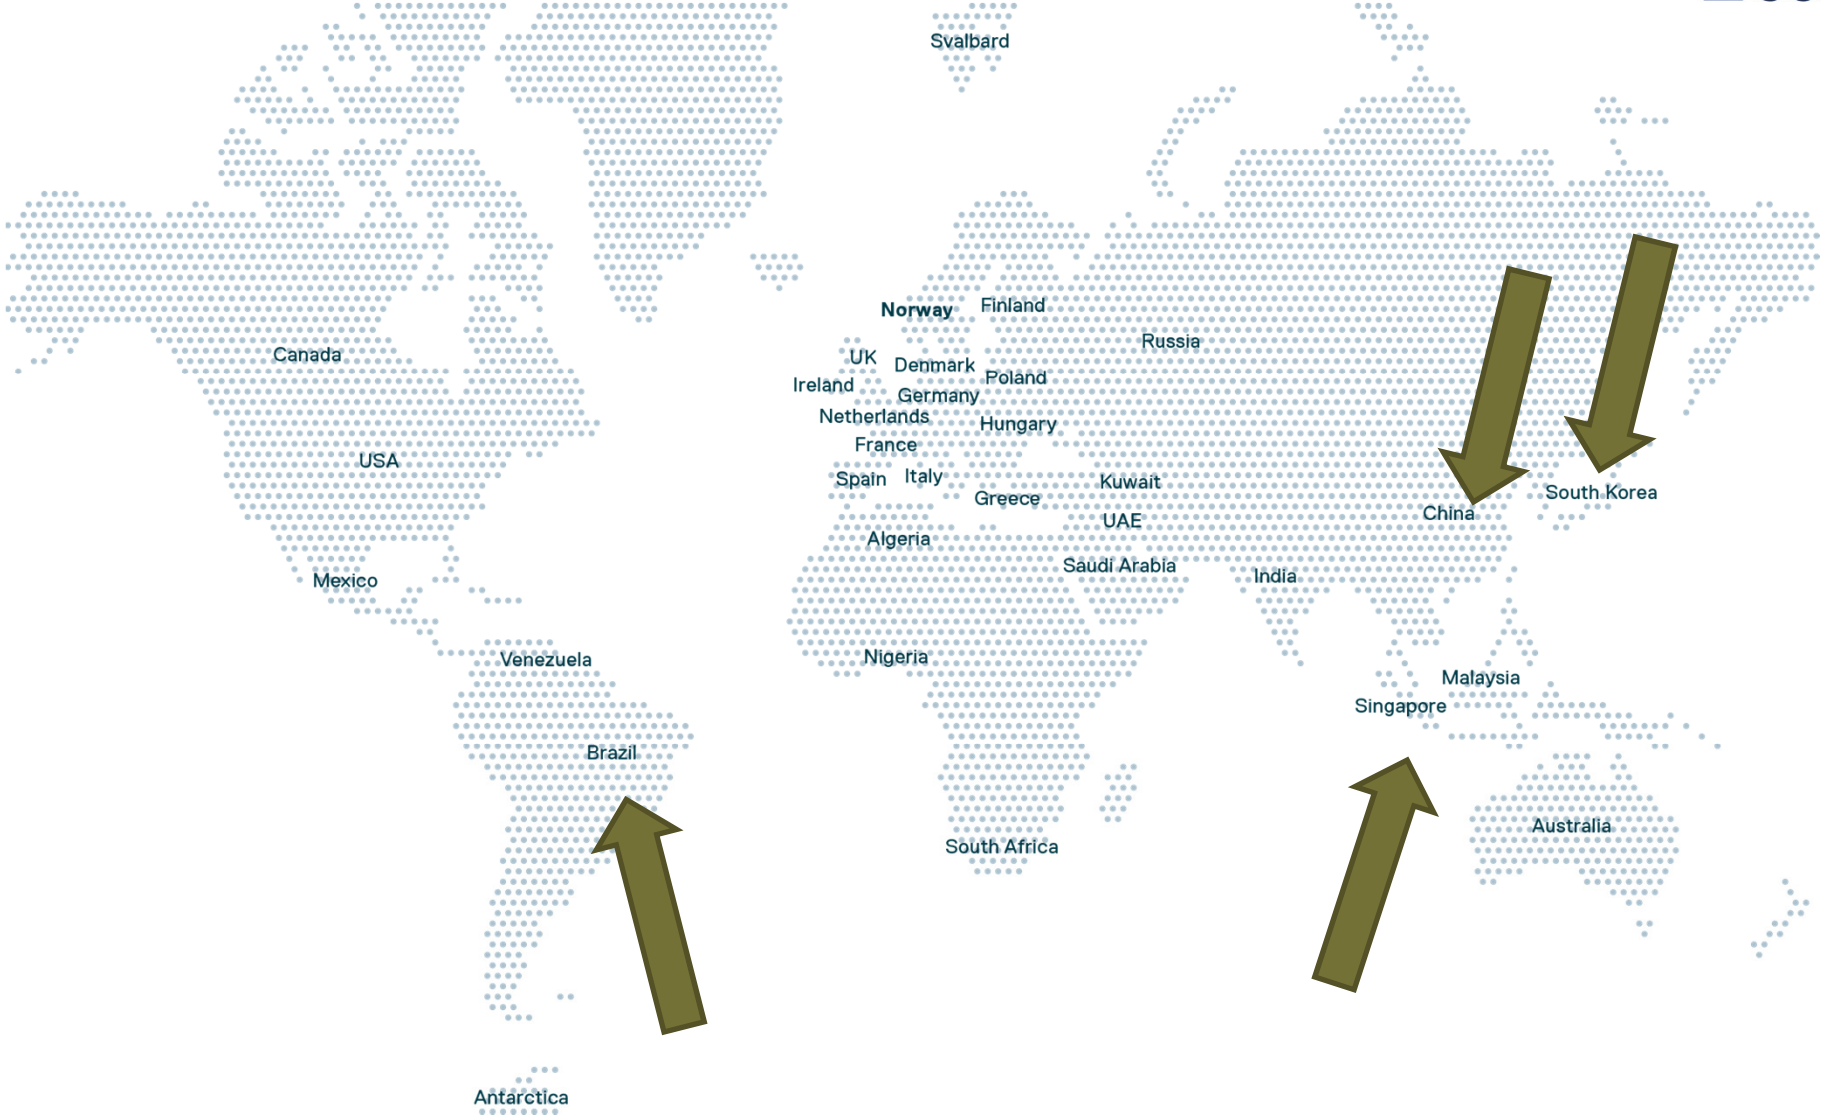 Svalbard
Norway
Finland
Russia
Canada
UK
Denmark
Poland
Ireland
Germany
Netherlands
Hungary
France
USA
Spain
Italy
Kuwait
Greece
South Korea
China
UAE
Algeria
Saudi Arabia
India
Mexico
Nigeria
Venezuela
Malaysia
Singapore
Brazil
Australia
South Africa
Antarctica